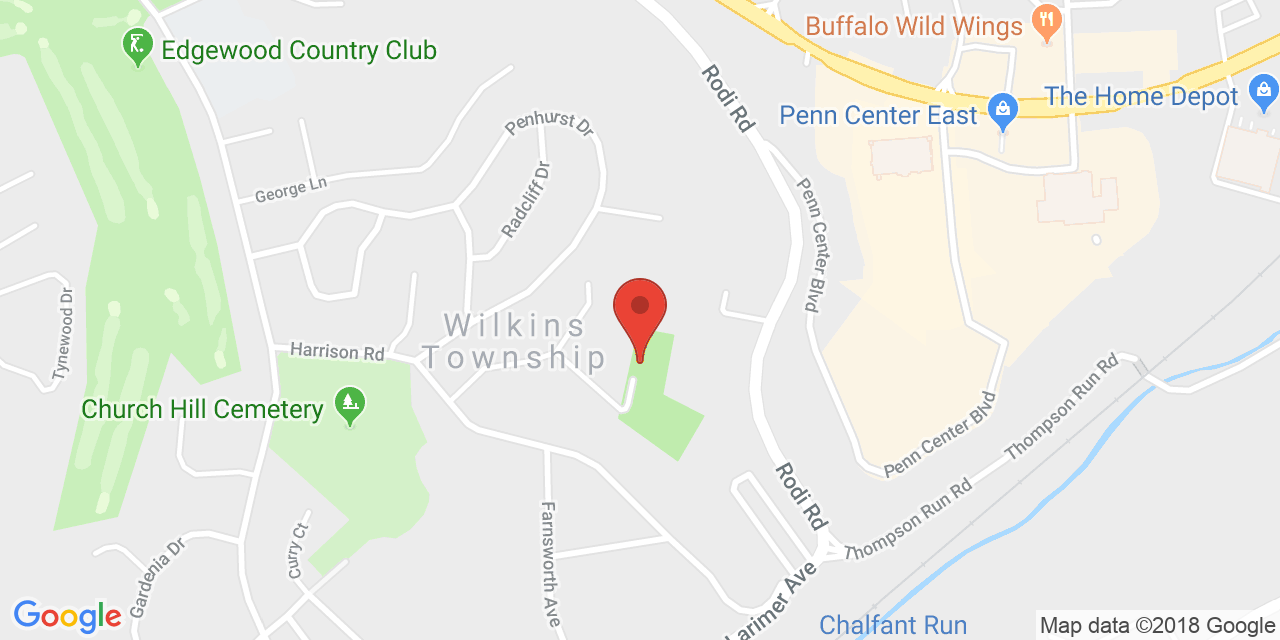 Buffalo Wild Wings
Edgewood Country Club
Rodi Rd
The Home Depot
Penn Center East
Penhurst Dr
George Ln
Radcliff Dr
Penn Center Blvd
Tynewood Dr
Wilkins
Township
Harrison Rd
Church Hill Cemetery
Thompson Run Rd
Penn Center Blvd
Rodi Rd
Thompson Run Rd
Farnsworth Ave
Curry Ct
Gardenia Dr
Larimer Ave
Google
Chalfant Run
Map data ©2018 Google